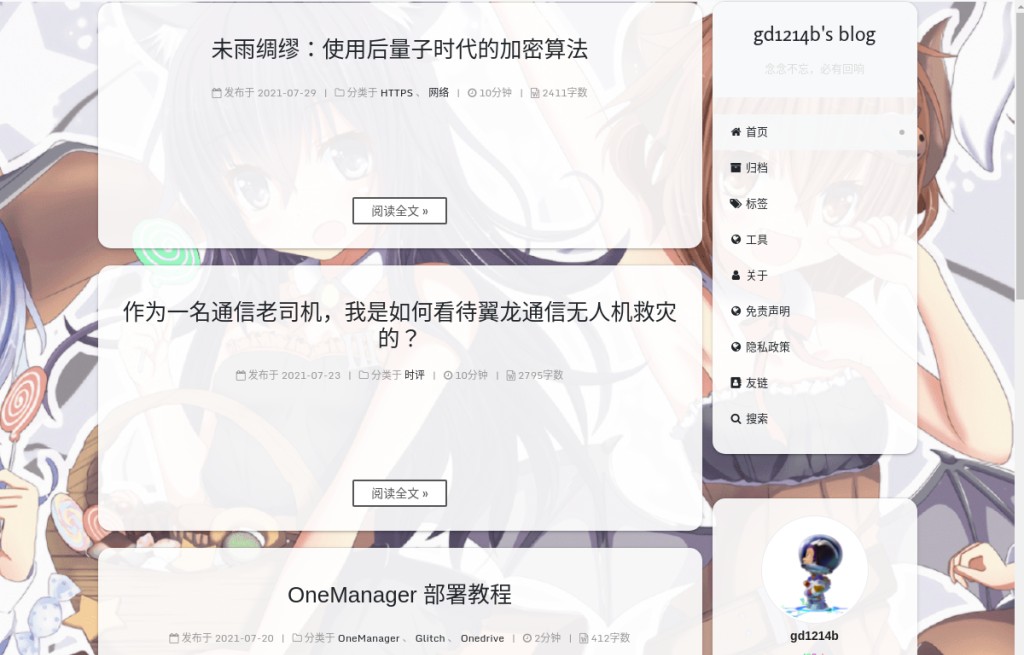 未雨绸缪：使用后量子时代的加密算法
发布于 2021-07-29 | 分类于 HTTPS 、 网络 | 10分钟 | 2411字数
阅读全文 »
作为一名通信老司机，我是如何看待翼龙通信无人机救灾
的？
发布于 2021-07-23 | 分类于 时评 | 10分钟 | 2795字数
阅读全文 »
OneManager 部署教程
发布于 2021-07-20 | 分类于 OneManager 、 Glitch 、 Onedrive | 2分钟 | 412字数
gd1214b's blog
念念不忘，必有回响
首页
归档
标签
工具
关于
免责声明
隐私政策
友链
搜索
gd1214b